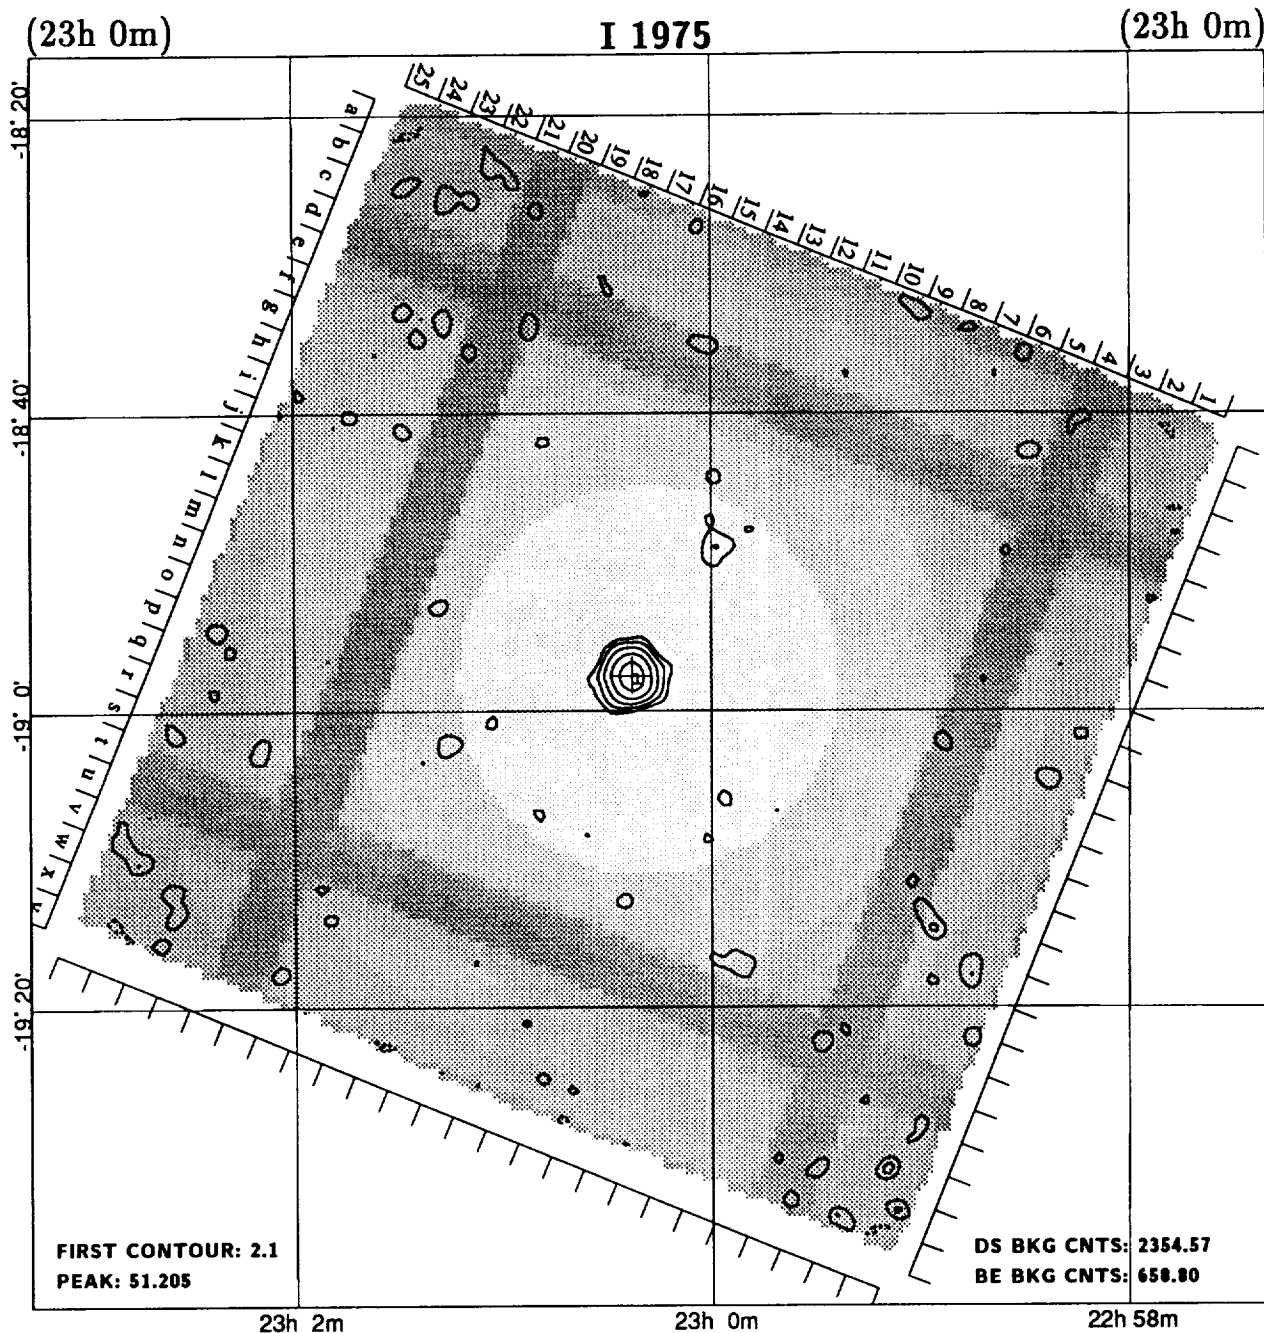 (23h 0m) I 1975 (23h 0m)
25 24 23 22 21 20 19 18 17 16 15 14 13 12 11 10 9 8 7 6 5 4 3 2 1
a b c d e f g h i j k l m n o p q r s t u v w x y
-18° 20'
-18° 40'
-19° 0'
-19° 20'
FIRST CONTOUR: 2.1
PEAK: 51.205
DS BKG CNTS: 2354.57
BE BKG CNTS: 658.80
23h 2m 23h 0m 22h 58m